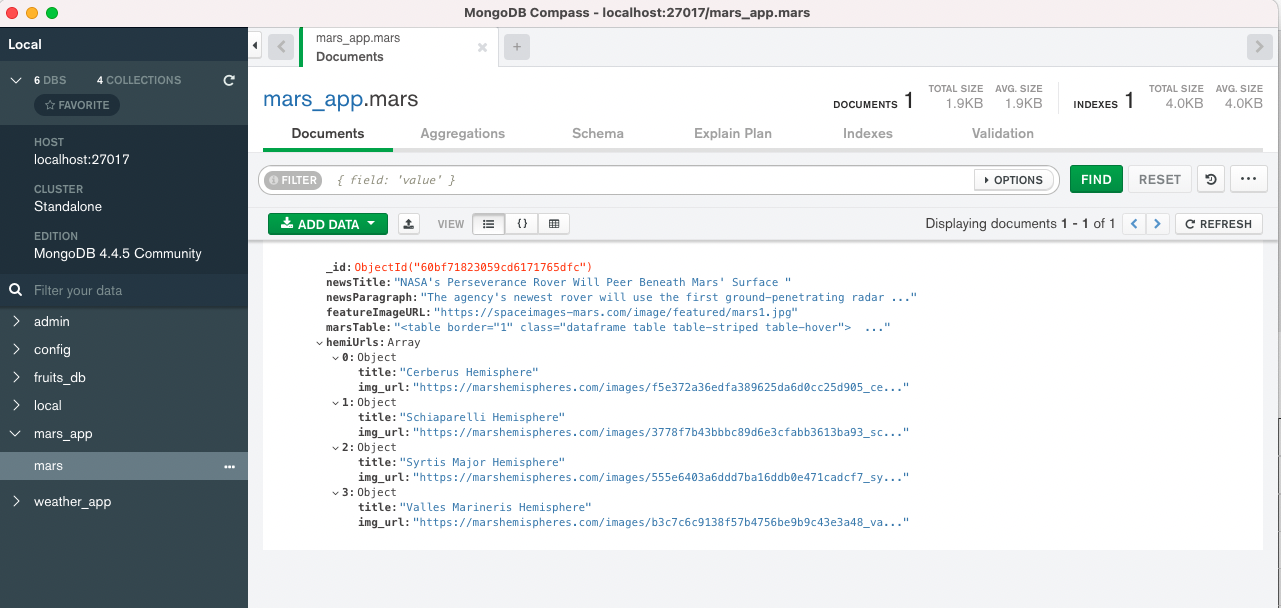 MongoDB Compass - localhost:27017/mars_app.mars
Local
6 DBS 4 COLLECTIONS
FAVORITE
HOST
localhost:27017
CLUSTER
Standalone
EDITION
MongoDB 4.4.5 Community
Filter your data
admin
config
fruits_db
local
mars_app
mars
weather_app
mars_app.mars
Documents
mars_app.mars
DOCUMENTS 1 TOTAL SIZE 1.9KB AVG. SIZE 1.9KB INDEXES 1 TOTAL SIZE 4.0KB AVG. SIZE 4.0KB
Documents Aggregations Schema Explain Plan Indexes Validation
FILTER { field: 'value' } OPTIONS FIND RESET
ADD DATA VIEW Displaying documents 1 - 1 of 1 REFRESH
_id:ObjectId("60bf71823059cd6171765dfc")
newsTitle:"NASA's Perseverance Rover Will Peer Beneath Mars' Surface "
newsParagraph:"The agency's newest rover will use the first ground-penetrating radar ..."
featureImageURL:"https://spaceimages-mars.com/image/featured/mars1.jpg"
marsTable:"<table border="1" class="dataframe table table-striped table-hover"> ..."
hemiUrls:Array
0:Object
title:"Cerberus Hemisphere"
img_url:"https://marshemispheres.com/images/f5e372a36edfa389625da6d0cc25d905_ce..."
1:Object
title:"Schiaparelli Hemisphere"
img_url:"https://marshemispheres.com/images/3778f7b43bbbc89d6e3cfabb3613ba93_sc..."
2:Object
title:"Syrtis Major Hemisphere"
img_url:"https://marshemispheres.com/images/555e6403a6ddd7ba16ddb0e471cadcf7_sy..."
3:Object
title:"Valles Marineris Hemisphere"
img_url:"https://marshemispheres.com/images/b3c7c6c9138f57b4756be9b9c43e3a48_va..."